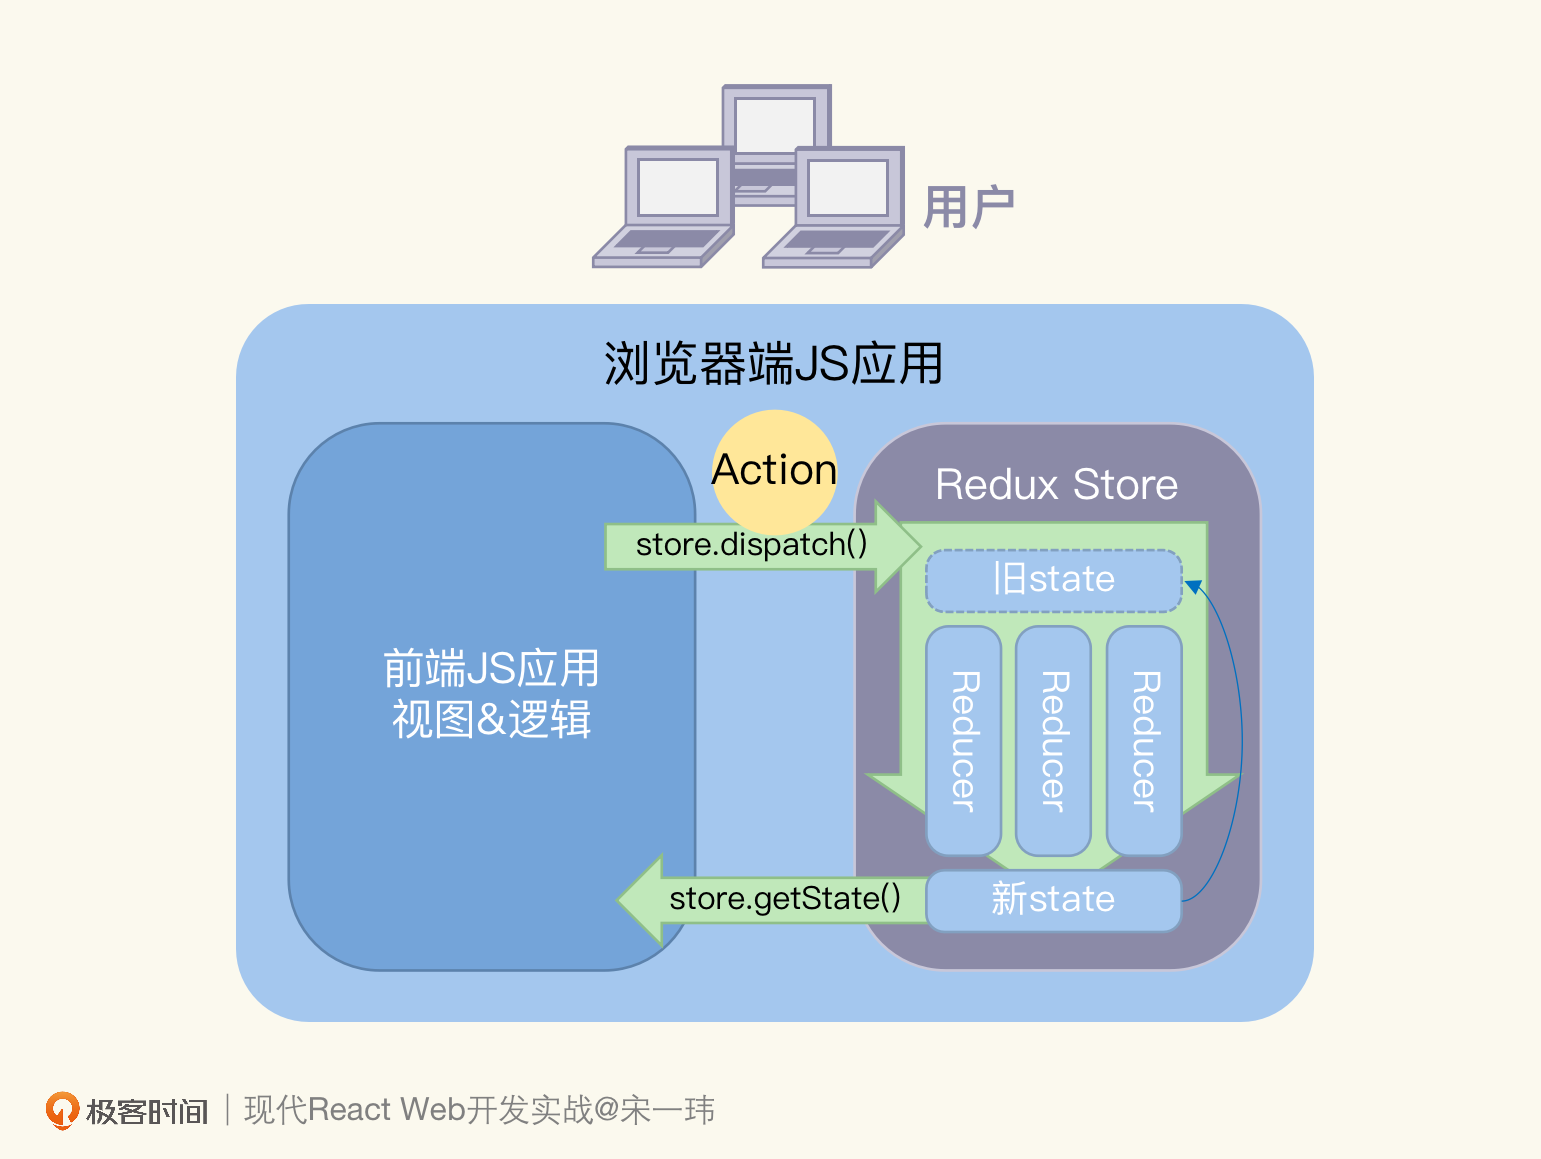 用户
浏览器端JS应用
Action
Redux Store
store.dispatch()
旧state
前端JS应用
视图&逻辑
Reducer
Reducer
Reducer
store.getState()
新state
极客时间｜现代React Web开发实战@宋一玮